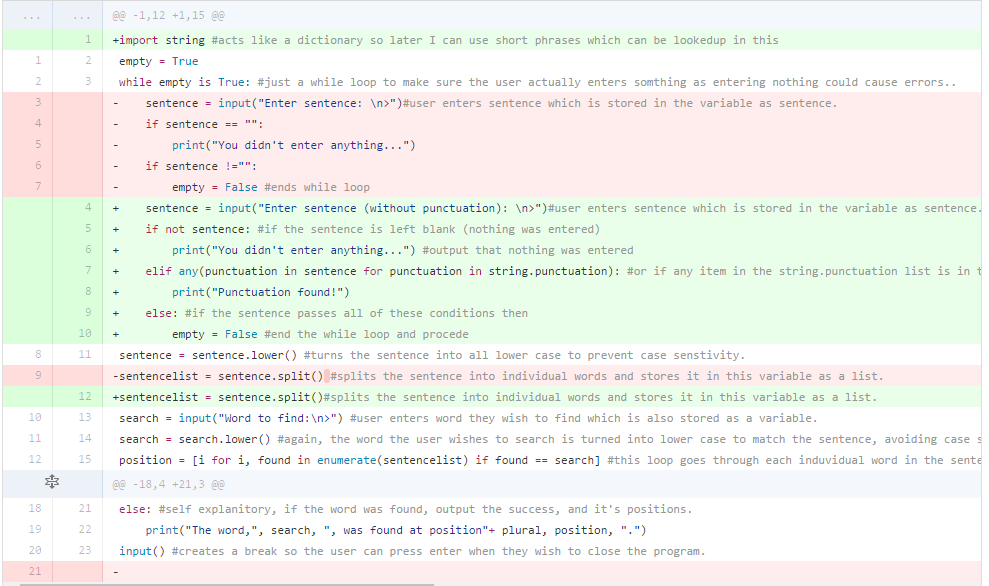 ... ... @@ -1,12 +1,15 @@
1 +import string #acts like a dictionary so later I can use short phrases which can be lookedup in this
1 2 empty = True
2 3 while empty is True: #just a while loop to make sure the user actually enters somthing as entering nothing could cause errors..
3 - sentence = input("Enter sentence: \n>")#user enters sentence which is stored in the variable as sentence.
4 - if sentence == "":
5 - print("You didn't enter anything...")
6 - if sentence !="":
7 - empty = False #ends while loop
4 + sentence = input("Enter sentence (without punctuation): \n>")#user enters sentence which is stored in the variable as sentence.
5 + if not sentence: #if the sentence is left blank (nothing was entered)
6 + print("You didn't enter anything...") #output that nothing was entered
7 + elif any(punctuation in sentence for punctuation in string.punctuation): #or if any item in the string.punctuation list is in t
8 + print("Punctuation found!")
9 + else: #if the sentence passes all of these conditions then
10 + empty = False #end the while loop and procede
8 11 sentence = sentence.lower() #turns the sentence into all lower case to prevent case senstivity.
9 -sentencelist = sentence.split() #splits the sentence into individual words and stores it in this variable as a list.
12 +sentencelist = sentence.split()#splits the sentence into individual words and stores it in this variable as a list.
10 13 search = input("Word to find:\n>") #user enters word they wish to find which is also stored as a variable.
11 14 search = search.lower() #again, the word the user wishes to search is turned into lower case to match the sentence, avoiding case s
12 15 position = [i for i, found in enumerate(sentencelist) if found == search] #this loop goes through each induvidual word in the sente
@@ -18,4 +21,3 @@
18 21 else: #self explanitory, if the word was found, output the success, and it's positions.
19 22 print("The word,", search, ", was found at position"+ plural, position, ".")
20 23 input() #creates a break so the user can press enter when they wish to close the program.
21 -